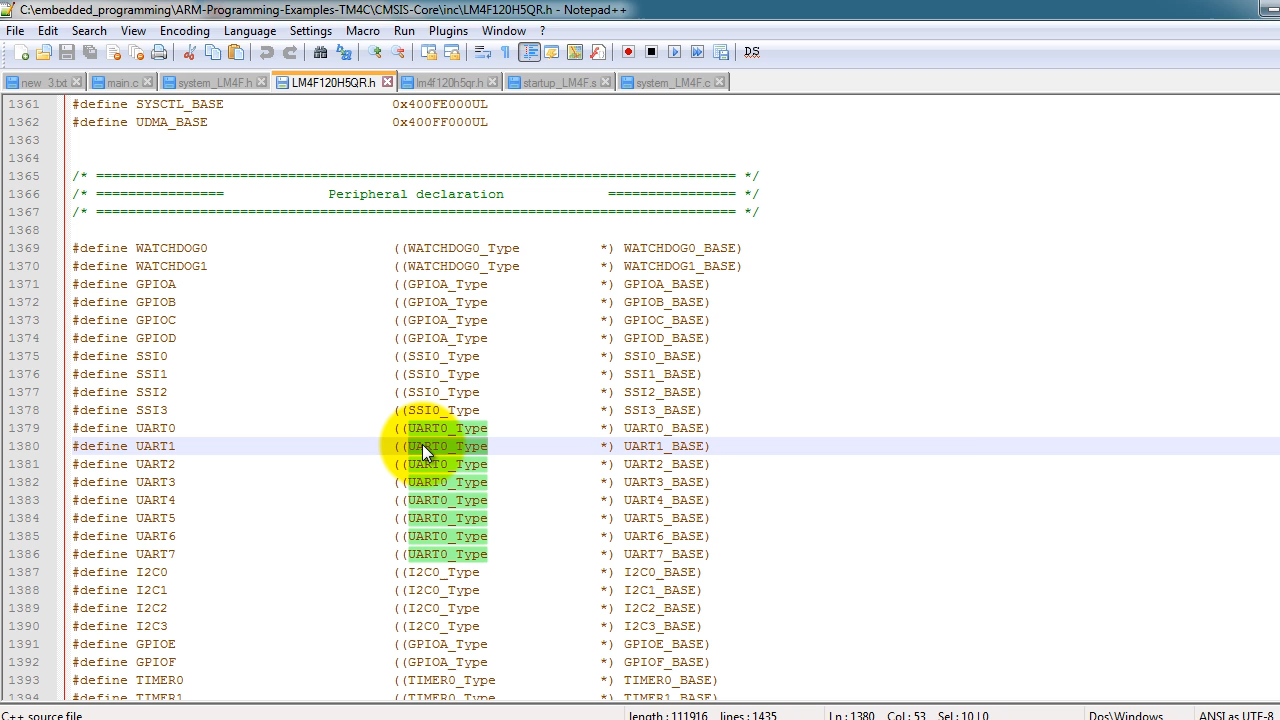 C:\embedded_programming\ARM-Programming-Examples-TM4C\CMSIS-Core\inc\LM4F120H5QR.h - Notepad++
File Edit Search View Encoding Language Settings Macro Run Plugins Window ?
new 3.txt main.c system_LM4F.h LM4F120H5QR.h lm4f120h5qr.h startup_LM4F.s system_LM4F.c
1361 #define SYSCTL_BASE 0x400FE000UL
1362 #define UDMA_BASE 0x400FF000UL
1363
1364
1365 /* ================================================================================ */
1366 /* ================ Peripheral declaration ================ */
1367 /* ================================================================================ */
1368
1369 #define WATCHDOG0 ((WATCHDOG0_Type *) WATCHDOG0_BASE)
1370 #define WATCHDOG1 ((WATCHDOG0_Type *) WATCHDOG1_BASE)
1371 #define GPIOA ((GPIOA_Type *) GPIOA_BASE)
1372 #define GPIOB ((GPIOA_Type *) GPIOB_BASE)
1373 #define GPIOC ((GPIOA_Type *) GPIOC_BASE)
1374 #define GPIOD ((GPIOA_Type *) GPIOD_BASE)
1375 #define SSI0 ((SSI0_Type *) SSI0_BASE)
1376 #define SSI1 ((SSI0_Type *) SSI1_BASE)
1377 #define SSI2 ((SSI0_Type *) SSI2_BASE)
1378 #define SSI3 ((SSI0_Type *) SSI3_BASE)
1379 #define UART0 ((UART0_Type *) UART0_BASE)
1380 #define UART1 ((UART0_Type *) UART1_BASE)
1381 #define UART2 ((UART0_Type *) UART2_BASE)
1382 #define UART3 ((UART0_Type *) UART3_BASE)
1383 #define UART4 ((UART0_Type *) UART4_BASE)
1384 #define UART5 ((UART0_Type *) UART5_BASE)
1385 #define UART6 ((UART0_Type *) UART6_BASE)
1386 #define UART7 ((UART0_Type *) UART7_BASE)
1387 #define I2C0 ((I2C0_Type *) I2C0_BASE)
1388 #define I2C1 ((I2C0_Type *) I2C1_BASE)
1389 #define I2C2 ((I2C0_Type *) I2C2_BASE)
1390 #define I2C3 ((I2C0_Type *) I2C3_BASE)
1391 #define GPIOE ((GPIOA_Type *) GPIOE_BASE)
1392 #define GPIOF ((GPIOA_Type *) GPIOF_BASE)
1393 #define TIMER0 ((TIMER0_Type *) TIMER0_BASE)
1394 #define TIMER1 ((TIMER0_Type *) TIMER1_BASE)
C++ source file length : 111916 lines : 1435 Ln : 1380 Col : 53 Sel : 10 | 0 Dos\Windows ANSI as UTF-8